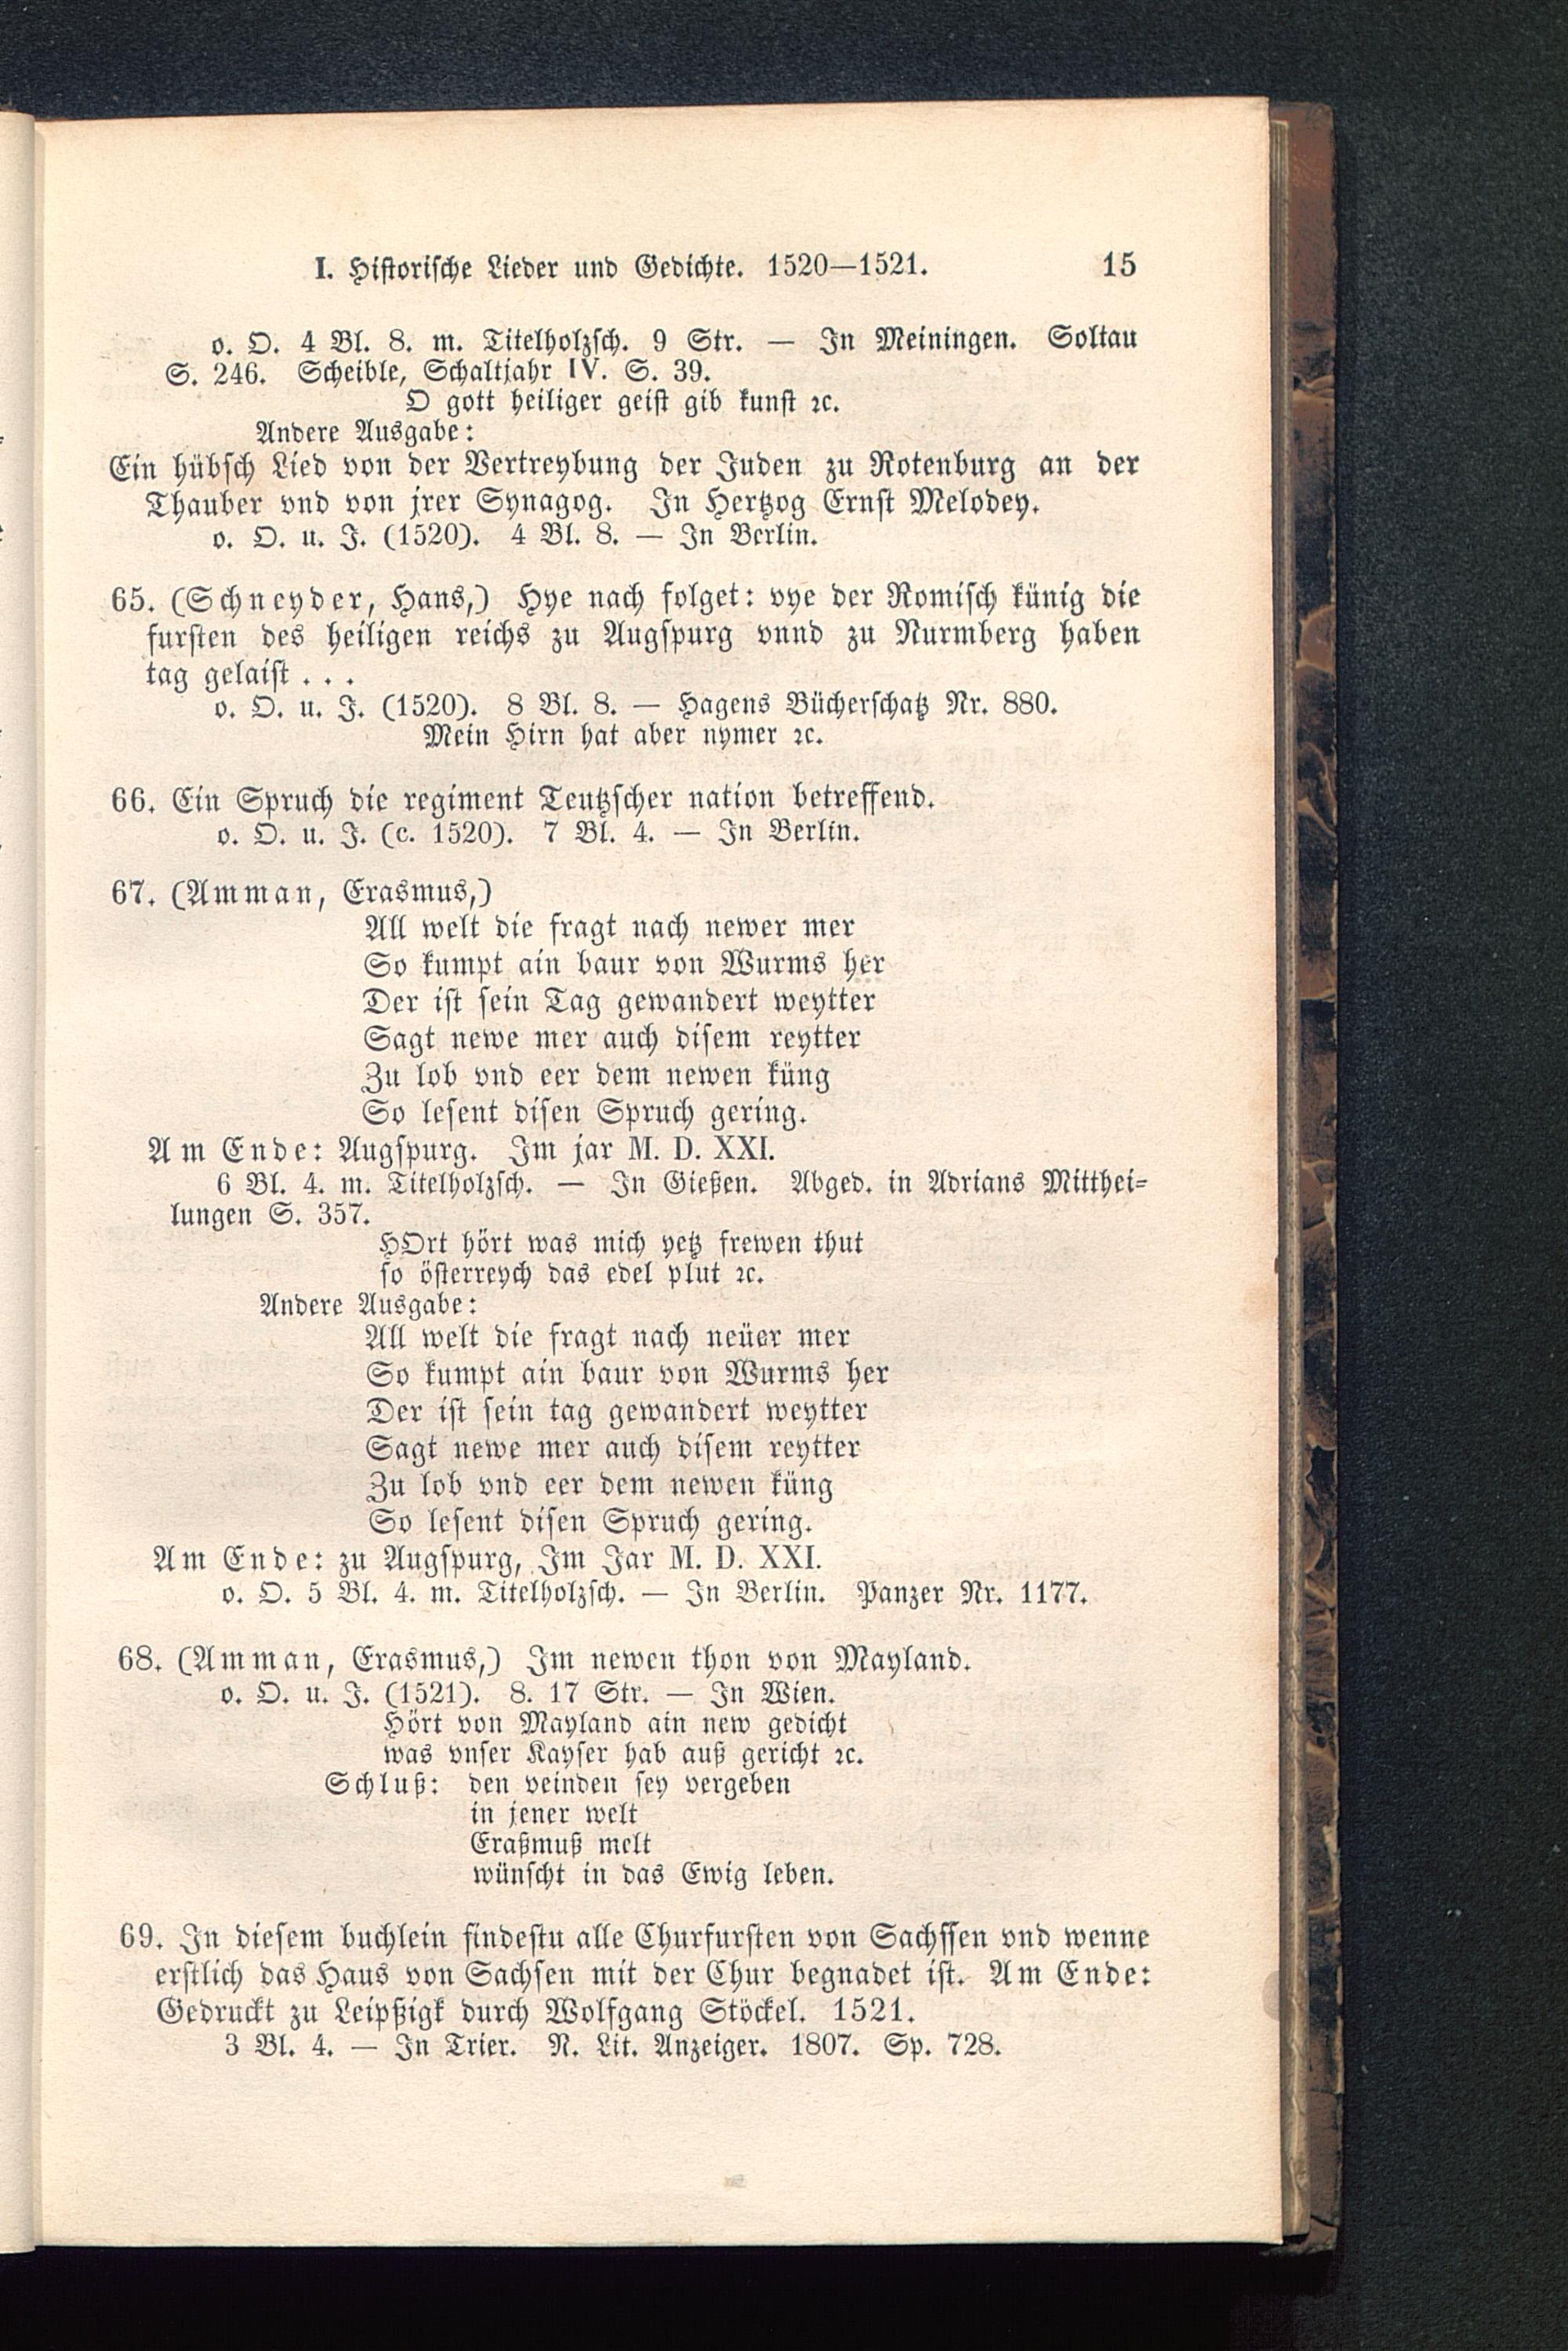 I. Historische Lieder und Gedichte. 1520—1521. 15
o. O. 4 Bl. 8. m. Titelholzsch. 9 Str. — In Meiningen. Soltau
S. 246. Scheible, Schaltjahr IV. S. 39.
O gott heiliger geist gib kunst ꝛc.
Andere Ausgabe:
Ein hübsch Lied von der Vertreybung der Juden zu Rotenburg an der
Thauber vnd von jrer Synagog. In Hertzog Ernst Melodey.
o. O. u. J. (1520). 4 Bl. 8. — In Berlin.
65. (Schneyder, Hans,) Hye nach folget: vye der Romisch künig die
fursten des heiligen reichs zu Augspurg vnnd zu Nurmberg haben
tag gelaist . . .
o. O. u. J. (1520). 8 Bl. 8. — Hagens Bücherschatz Nr. 880.
Mein Hirn hat aber nymer ꝛc.
66. Ein Spruch die regiment Teutzscher nation betreffend.
o. O. u. J. (c. 1520). 7 Bl. 4. — In Berlin.
67. (Amman, Erasmus,)
All welt die fragt nach newer mer
So kumpt ain baur von Wurms her
Der ist sein Tag gewandert weytter
Sagt newe mer auch disem reytter
Zu lob vnd eer dem newen küng
So lesent disen Spruch gering.
Am Ende: Augspurg. Im jar M. D. XXI.
6 Bl. 4. m. Titelholzsch. — In Gießen. Abged. in Adrians Mitthei-
lungen S. 357.
HOrt hört was mich yetz frewen thut
so österreych das edel plut ꝛc.
Andere Ausgabe:
All welt die fragt nach neüer mer
So kumpt ain baur von Wurms her
Der ist sein tag gewandert weytter
Sagt newe mer auch disem reytter
Zu lob vnd eer dem newen küng
So lesent disen Spruch gering.
Am Ende: zu Augspurg, Im Jar M. D. XXI.
o. O. 5 Bl. 4. m. Titelholzsch. — In Berlin. Panzer Nr. 1177.
68. (Amman, Erasmus,) Im newen thon von Mayland.
o. O. u. J. (1521). 8. 17 Str. — In Wien.
Hört von Mayland ain new gedicht
was vnser Kayser hab auß gericht ꝛc.
Schluß: den veinden sey vergeben
in jener welt
Eraßmuß melt
wünscht in das Ewig leben.
69. In diesem buchlein findestu alle Churfursten von Sachssen vnd wenne
erstlich das Haus von Sachsen mit der Chur begnadet ist. Am Ende:
Gedruckt zu Leipßigk durch Wolfgang Stöckel. 1521.
3 Bl. 4. — In Trier. N. Lit. Anzeiger. 1807. Sp. 728.